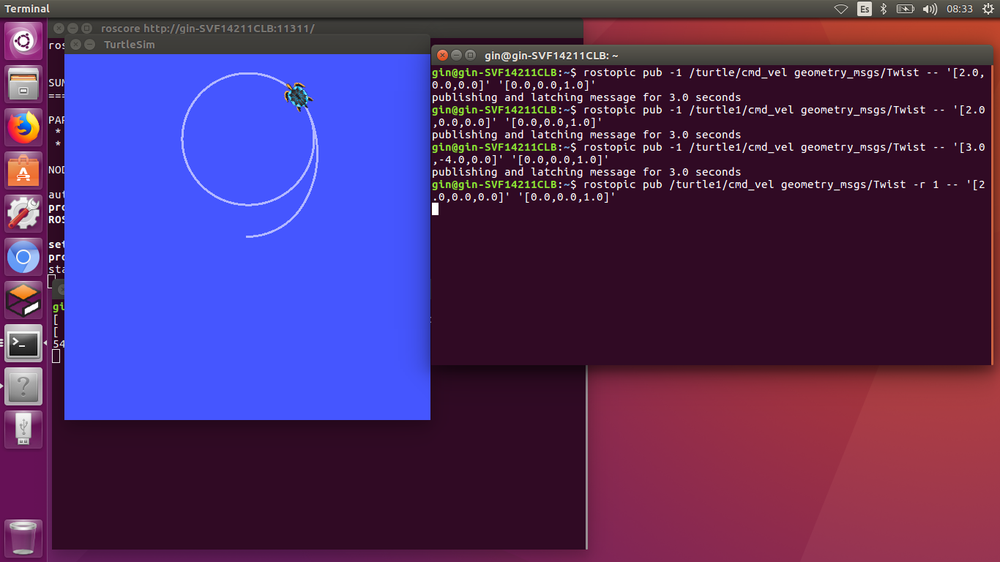 Terminal
Es
08:33
roscore http://gin-SVF14211CLB:11311/
TurtleSim
ros
SUM
===
PAR
*
*
NOD
aut
pro
ROS
set
pro
sta
gi
[
[
54
gin@gin-SVF14211CLB: ~
gin@gin-SVF14211CLB:~$ rostopic pub -1 /turtle/cmd_vel geometry_msgs/Twist -- '[2.0,
0.0,0.0]' '[0.0,0.0,1.0]'
publishing and latching message for 3.0 seconds
gin@gin-SVF14211CLB:~$ rostopic pub -1 /turtle1/cmd_vel geometry_msgs/Twist -- '[2.0
,0.0,0.0]' '[0.0,0.0,1.0]'
publishing and latching message for 3.0 seconds
gin@gin-SVF14211CLB:~$ rostopic pub -1 /turtle1/cmd_vel geometry_msgs/Twist -- '[3.0
,-4.0,0.0]' '[0.0,0.0,1.0]'
publishing and latching message for 3.0 seconds
gin@gin-SVF14211CLB:~$ rostopic pub /turtle1/cmd_vel geometry_msgs/Twist -r 1 -- '[2
.0,0.0,0.0]' '[0.0,0.0,1.0]'